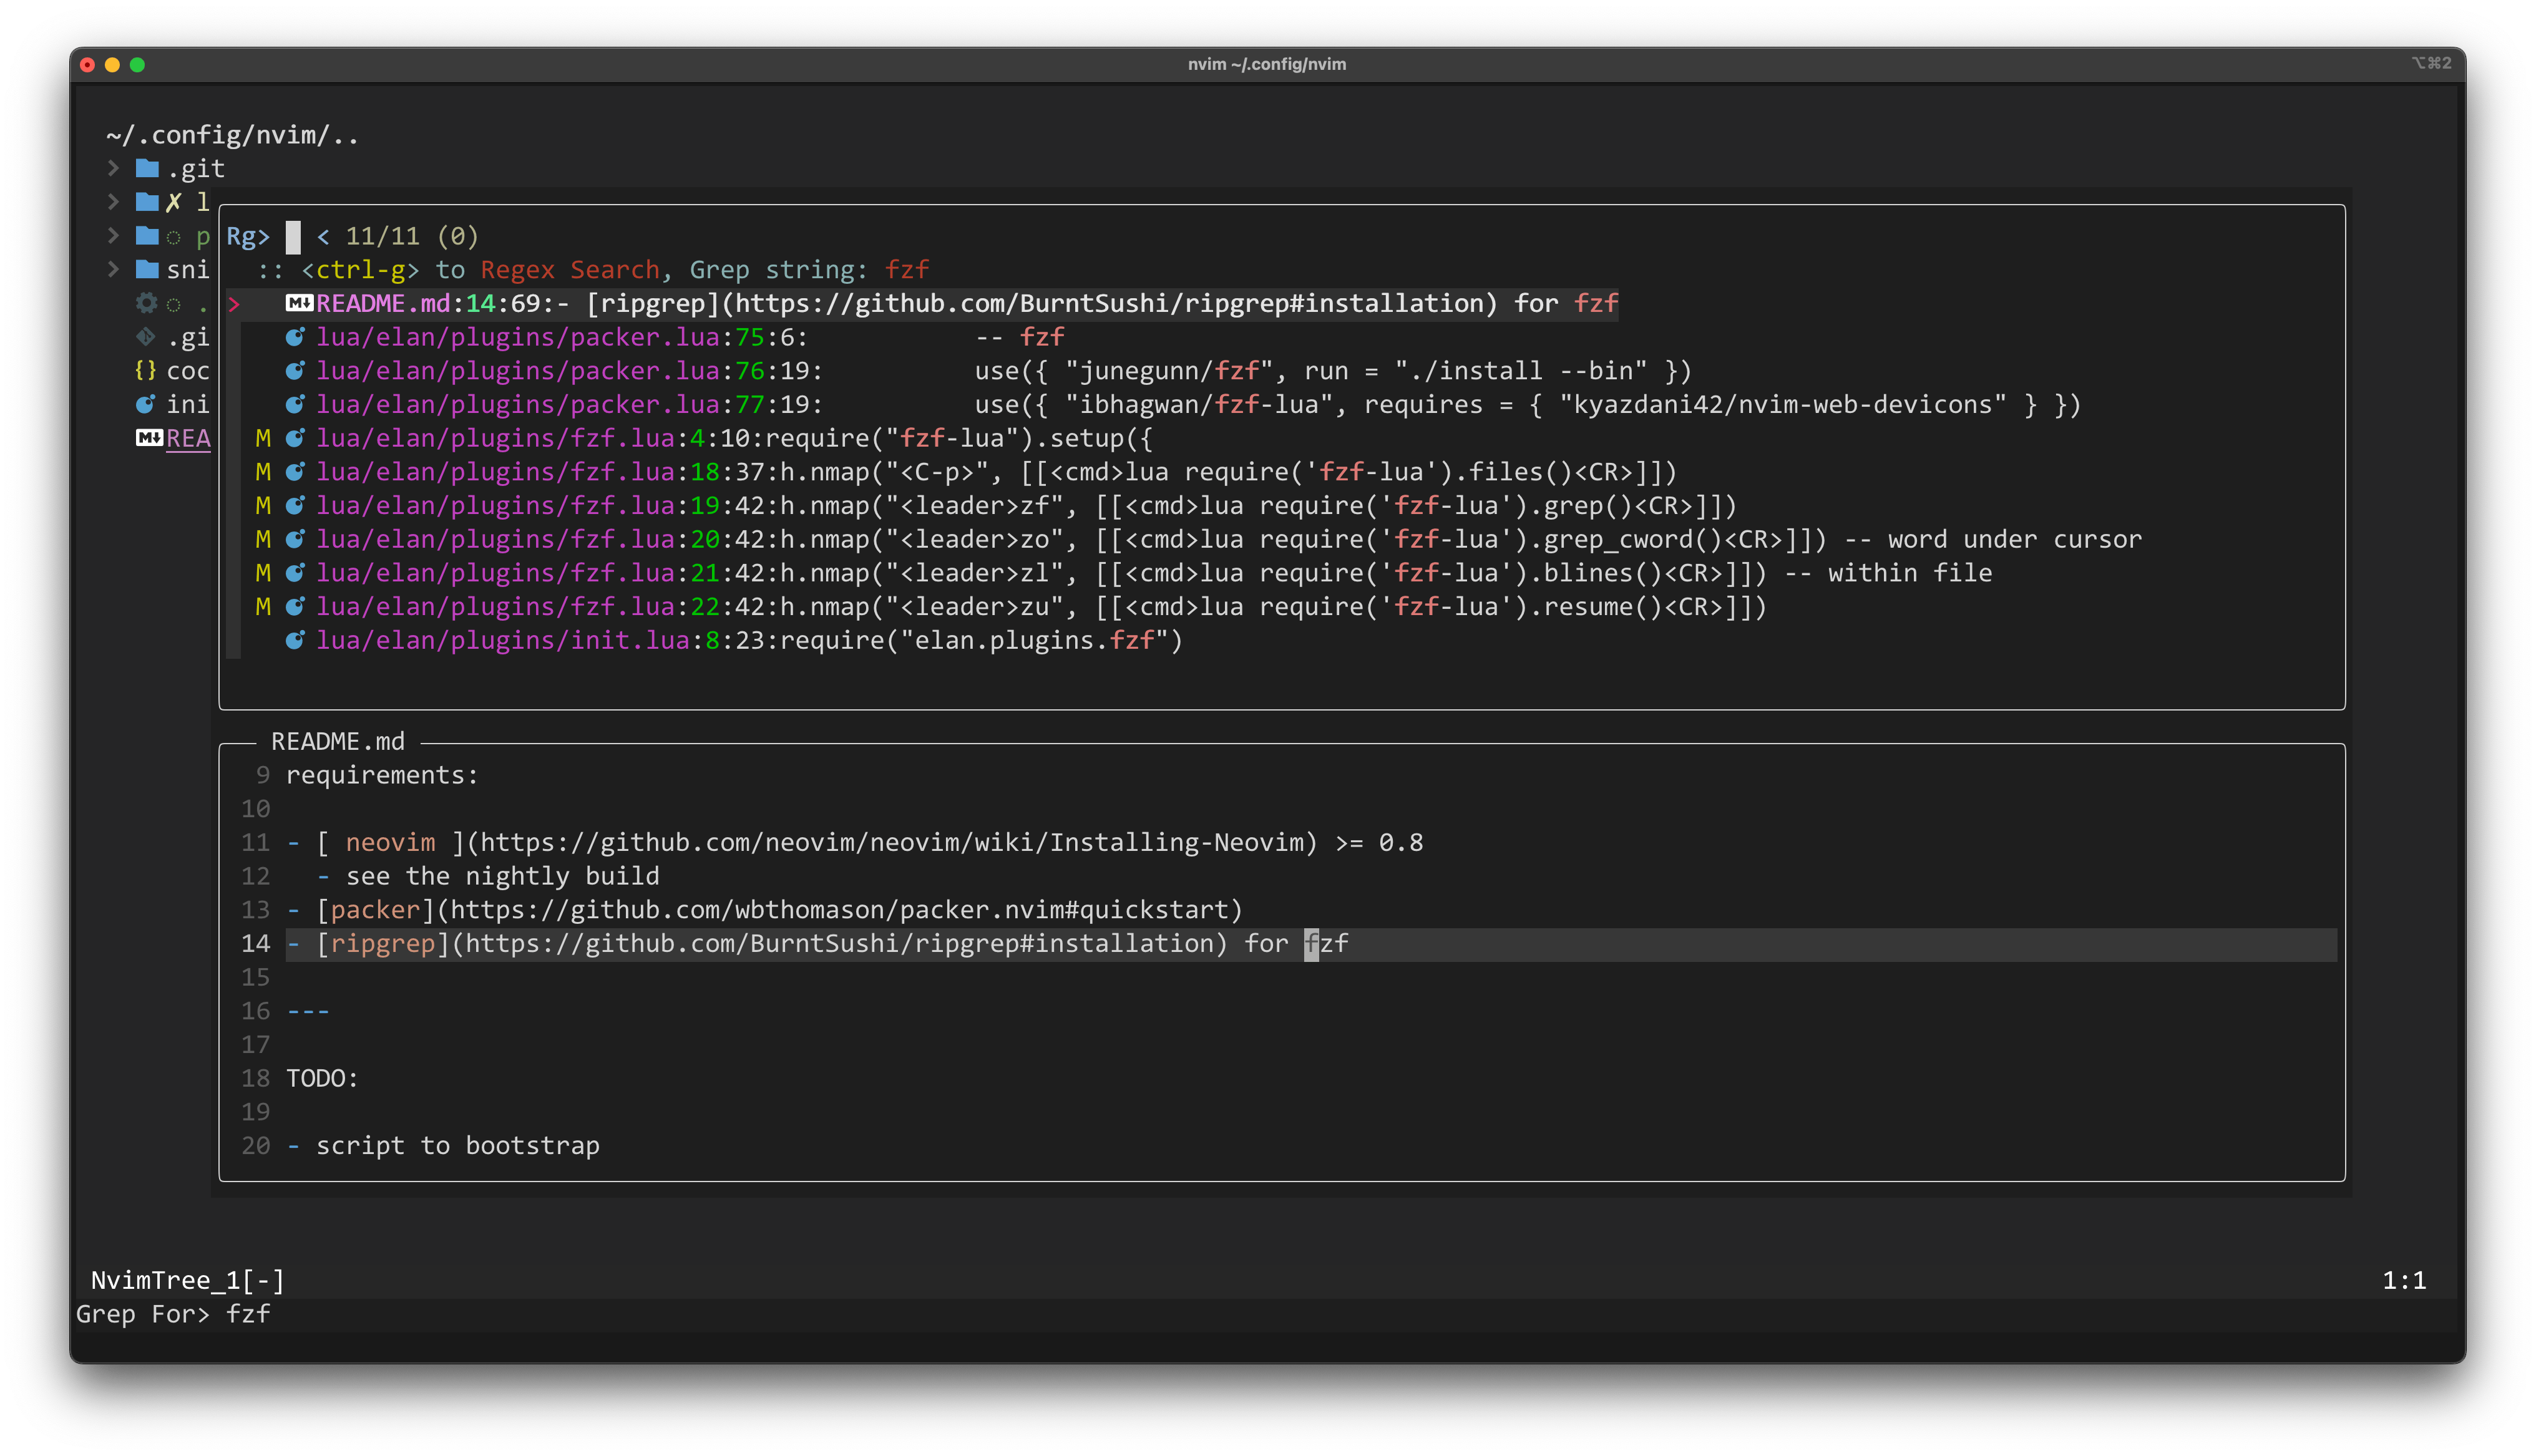 nvim ~/.config/nvim
⌥⌘2
~/.config/nvim/..
.git
✗ l
p
sni
.
.gi
{} coc
ini
REA
Rg> < 11/11 (0)
:: <ctrl-g> to Regex Search, Grep string: fzf
> README.md:14:69:- [ripgrep](https://github.com/BurntSushi/ripgrep#installation) for fzf
lua/elan/plugins/packer.lua:75:6:          -- fzf
lua/elan/plugins/packer.lua:76:19:         use({ "junegunn/fzf", run = "./install --bin" })
lua/elan/plugins/packer.lua:77:19:         use({ "ibhagwan/fzf-lua", requires = { "kyazdani42/nvim-web-devicons" } })
M lua/elan/plugins/fzf.lua:4:10:require("fzf-lua").setup({
M lua/elan/plugins/fzf.lua:18:37:h.nmap("<C-p>", [[<cmd>lua require('fzf-lua').files()<CR>]])
M lua/elan/plugins/fzf.lua:19:42:h.nmap("<leader>zf", [[<cmd>lua require('fzf-lua').grep()<CR>]])
M lua/elan/plugins/fzf.lua:20:42:h.nmap("<leader>zo", [[<cmd>lua require('fzf-lua').grep_cword()<CR>]]) -- word under cursor
M lua/elan/plugins/fzf.lua:21:42:h.nmap("<leader>zl", [[<cmd>lua require('fzf-lua').blines()<CR>]]) -- within file
M lua/elan/plugins/fzf.lua:22:42:h.nmap("<leader>zu", [[<cmd>lua require('fzf-lua').resume()<CR>]])
lua/elan/plugins/init.lua:8:23:require("elan.plugins.fzf")
README.md
9 requirements:
10
11 - [ neovim ](https://github.com/neovim/neovim/wiki/Installing-Neovim) >= 0.8
12   - see the nightly build
13 - [packer](https://github.com/wbthomason/packer.nvim#quickstart)
14 - [ripgrep](https://github.com/BurntSushi/ripgrep#installation) for fzf
15
16 ---
17
18 TODO:
19
20 - script to bootstrap
NvimTree_1[-]
1:1
Grep For> fzf